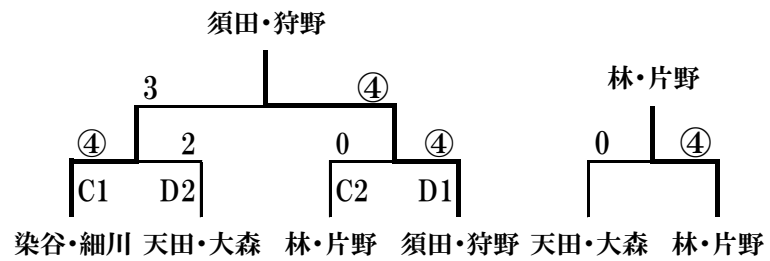 須田・狩野
林・片野
3 ④
④ 2 0 ④ 0 ④
C1 D2 C2 D1
染谷・細川 天田・大森 林・片野 須田・狩野 天田・大森 林・片野